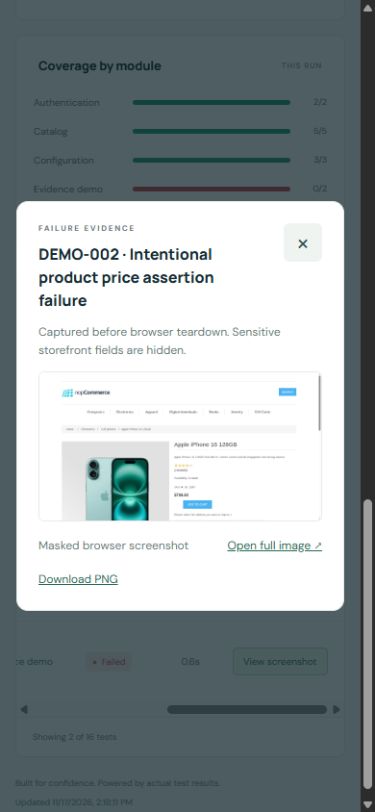 Coverage by module
THIS RUN
Authentication 2/2
Catalog 5/5
Configuration 3/3
Evidence demo 0/2
FAILURE EVIDENCE
DEMO-002 · Intentional
product price assertion
failure
×
Captured before browser teardown. Sensitive
storefront fields are hidden.
nopCommerce
Apple iPhone 16 128GB
Masked browser screenshot
Open full image ↗
Download PNG
ce demo
Failed
0.6s
View screenshot
Showing 2 of 16 tests
Built for confidence. Powered by actual test results.